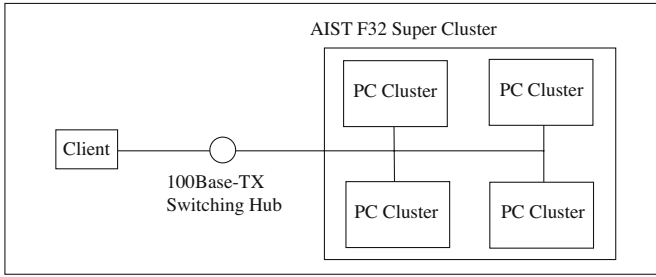 AIST F32 Super Cluster
PC Cluster
PC Cluster
Client
100Base-TX
Switching Hub
PC Cluster
PC Cluster